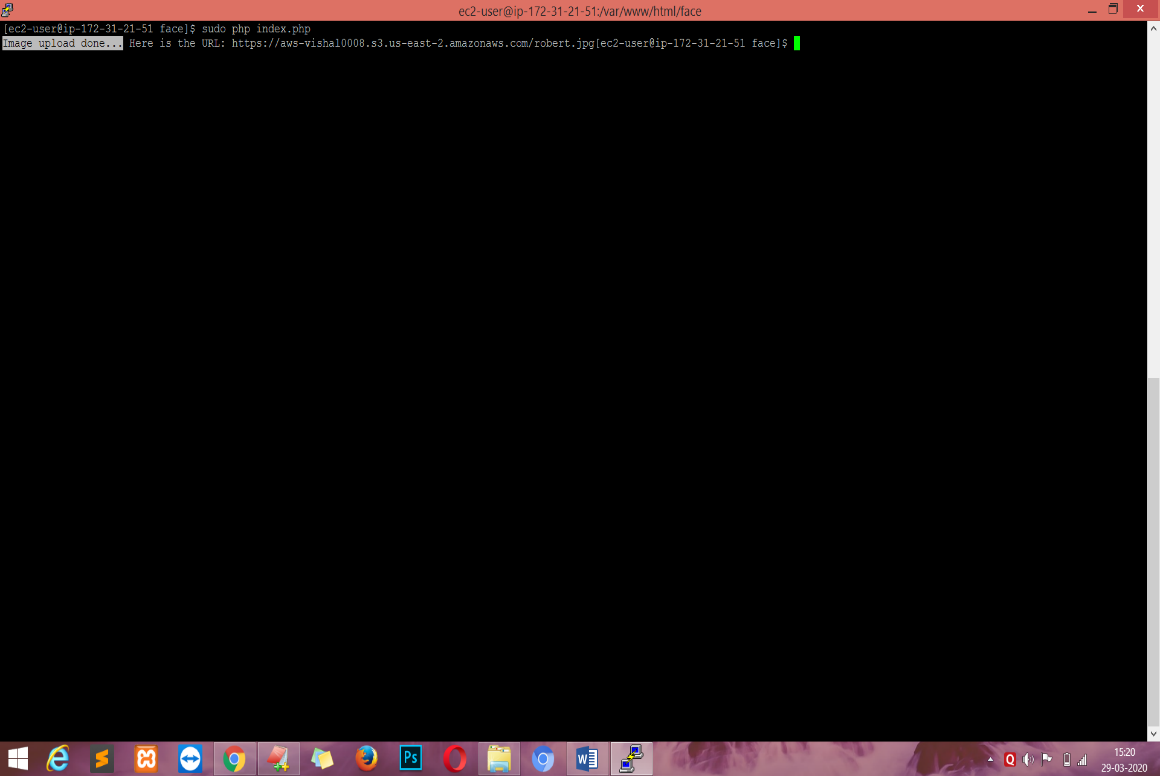 ec2-user@ip-172-31-21-51:/var/www/html/face
[ec2-user@ip-172-31-21-51 face]$ sudo php index.php
Image upload done... Here is the URL: https://aws-vishal0008.s3.us-east-2.amazonaws.com/robert.jpg[ec2-user@ip-172-31-21-51 face]$
Ps
15:20
29-03-2020